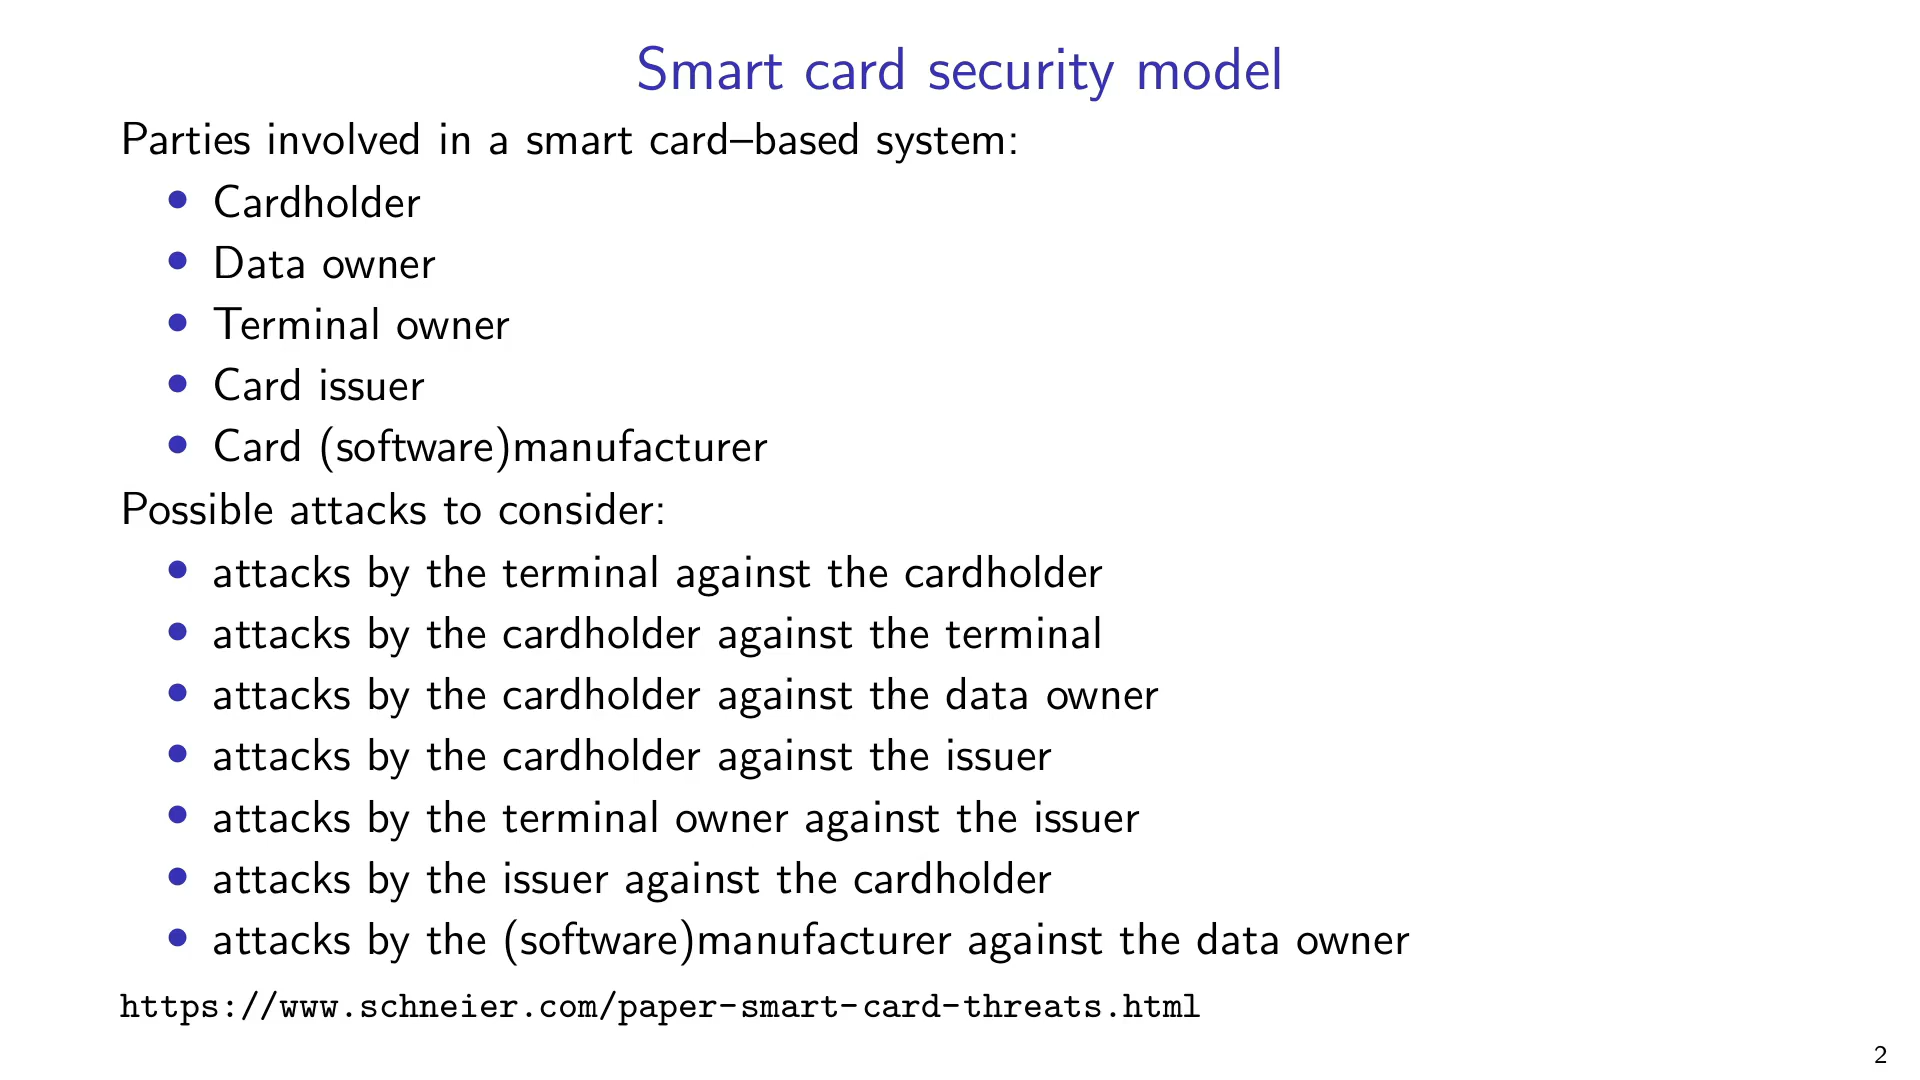 Smart card security model
Parties involved in a smart card–based system:
• Cardholder
• Data owner
• Terminal owner
• Card issuer
• Card (software)manufacturer
Possible attacks to consider:
• attacks by the terminal against the cardholder
• attacks by the cardholder against the terminal
• attacks by the cardholder against the data owner
• attacks by the cardholder against the issuer
• attacks by the terminal owner against the issuer
• attacks by the issuer against the cardholder
• attacks by the (software)manufacturer against the data owner
https://www.schneier.com/paper-smart-card-threats.html
2